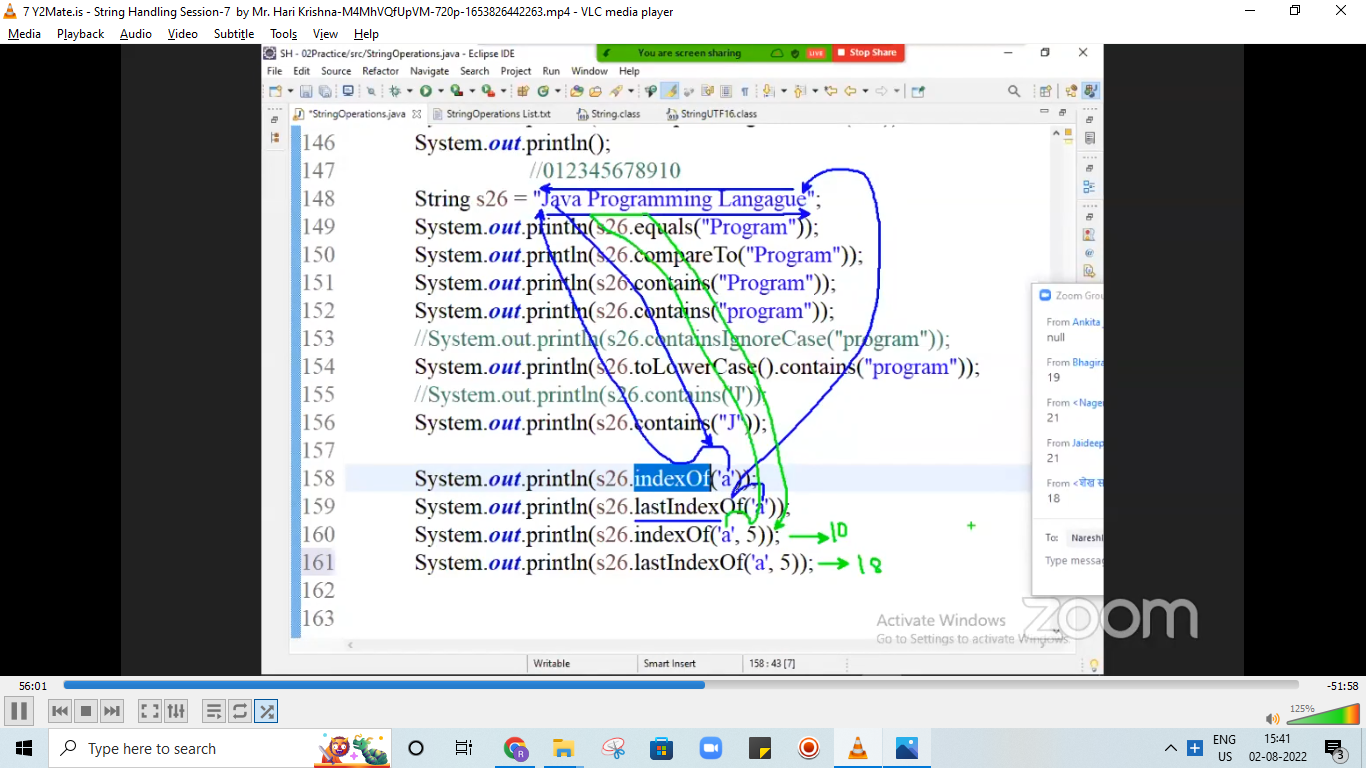 7 Y2Mate.is - String Handling Session-7 by Mr. Hari Krishna-M4MhVQfUpVM-720p-1653826442263.mp4 - VLC media player
Media Playback Audio Video Subtitle Tools View Help
SH - 02Practice/src/StringOperations.java - Eclipse IDE
You are screen sharing LIVE Stop Share
File Edit Source Refactor Navigate Search Project Run Window Help
*StringOperations.java StringOperations List.txt String.class StringUTF16.class
146 System.out.println();
147 //012345678910
148 String s26 = "Java Programming Langague";
149 System.out.println(s26.equals("Program"));
150 System.out.println(s26.compareTo("Program"));
151 System.out.println(s26.contains("Program"));
152 System.out.println(s26.contains("program"));
153 //System.out.println(s26.containsIgnoreCase("program"));
154 System.out.println(s26.toLowerCase().contains("program"));
155 //System.out.println(s26.contains('J'));
156 System.out.println(s26.contains("J"));
157
158 System.out.println(s26.indexOf('a'));
159 System.out.println(s26.lastIndexOf('a'));
160 System.out.println(s26.indexOf('a', 5)); 10
161 System.out.println(s26.lastIndexOf('a', 5)); 18
162
163
Zoom Grou
From Ankita
null
From Bhagira
19
From <Nager
21
From Jaideep
21
From <शेख स
18
To: Nareshl
Type messa
Activate Windows
Go to Settings to activate Windows.
zoom
Writable Smart Insert 158 : 43 [7]
56:01 -51:58
125%
Type here to search
ENG 15:41
US 02-08-2022 3